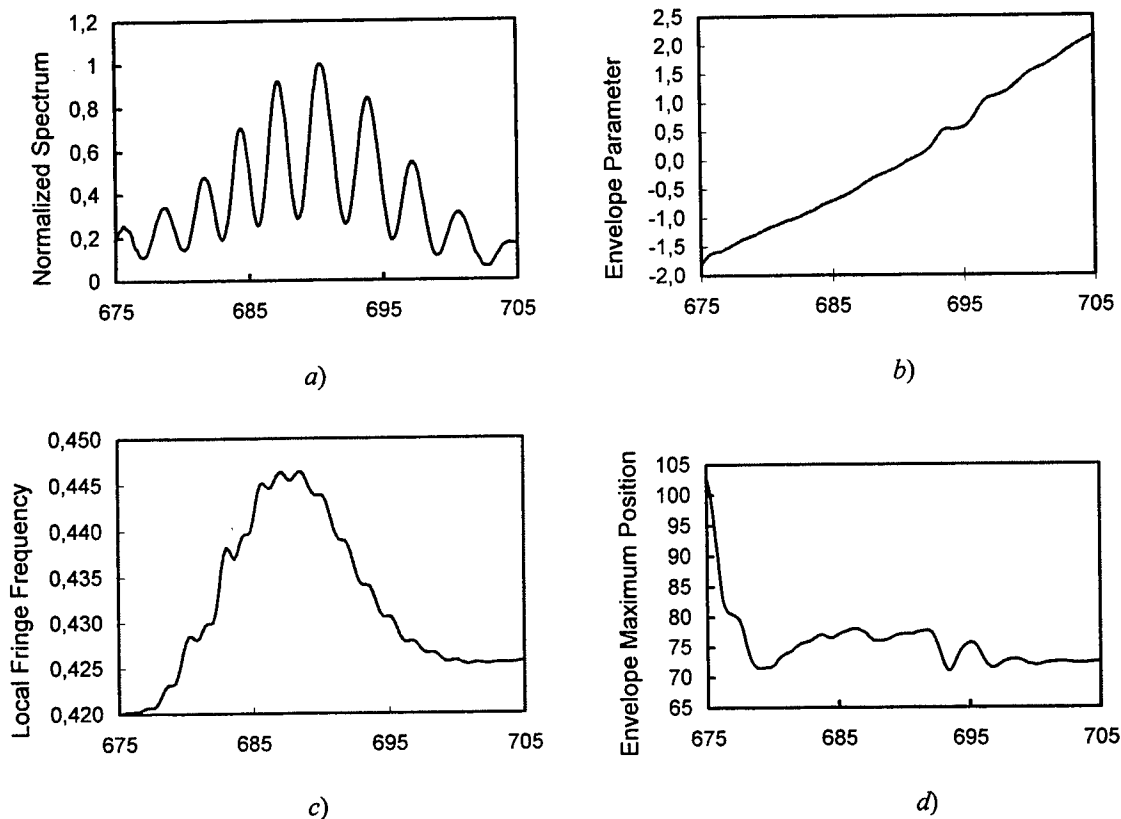 Normalized Spectrum
1,2
1
0,8
0,6
0,4
0,2
0
675 685 695 705
a)
Envelope Parameter
2,5
2,0
1,5
1,0
0,5
0,0
-0,5
-1,0
-1,5
-2,0
675 685 695 705
b)
Local Fringe Frequency
0,450
0,445
0,440
0,435
0,430
0,425
0,420
675 685 695 705
c)
Envelope Maximum Position
105
100
95
90
85
80
75
70
65
675 685 695 705
d)